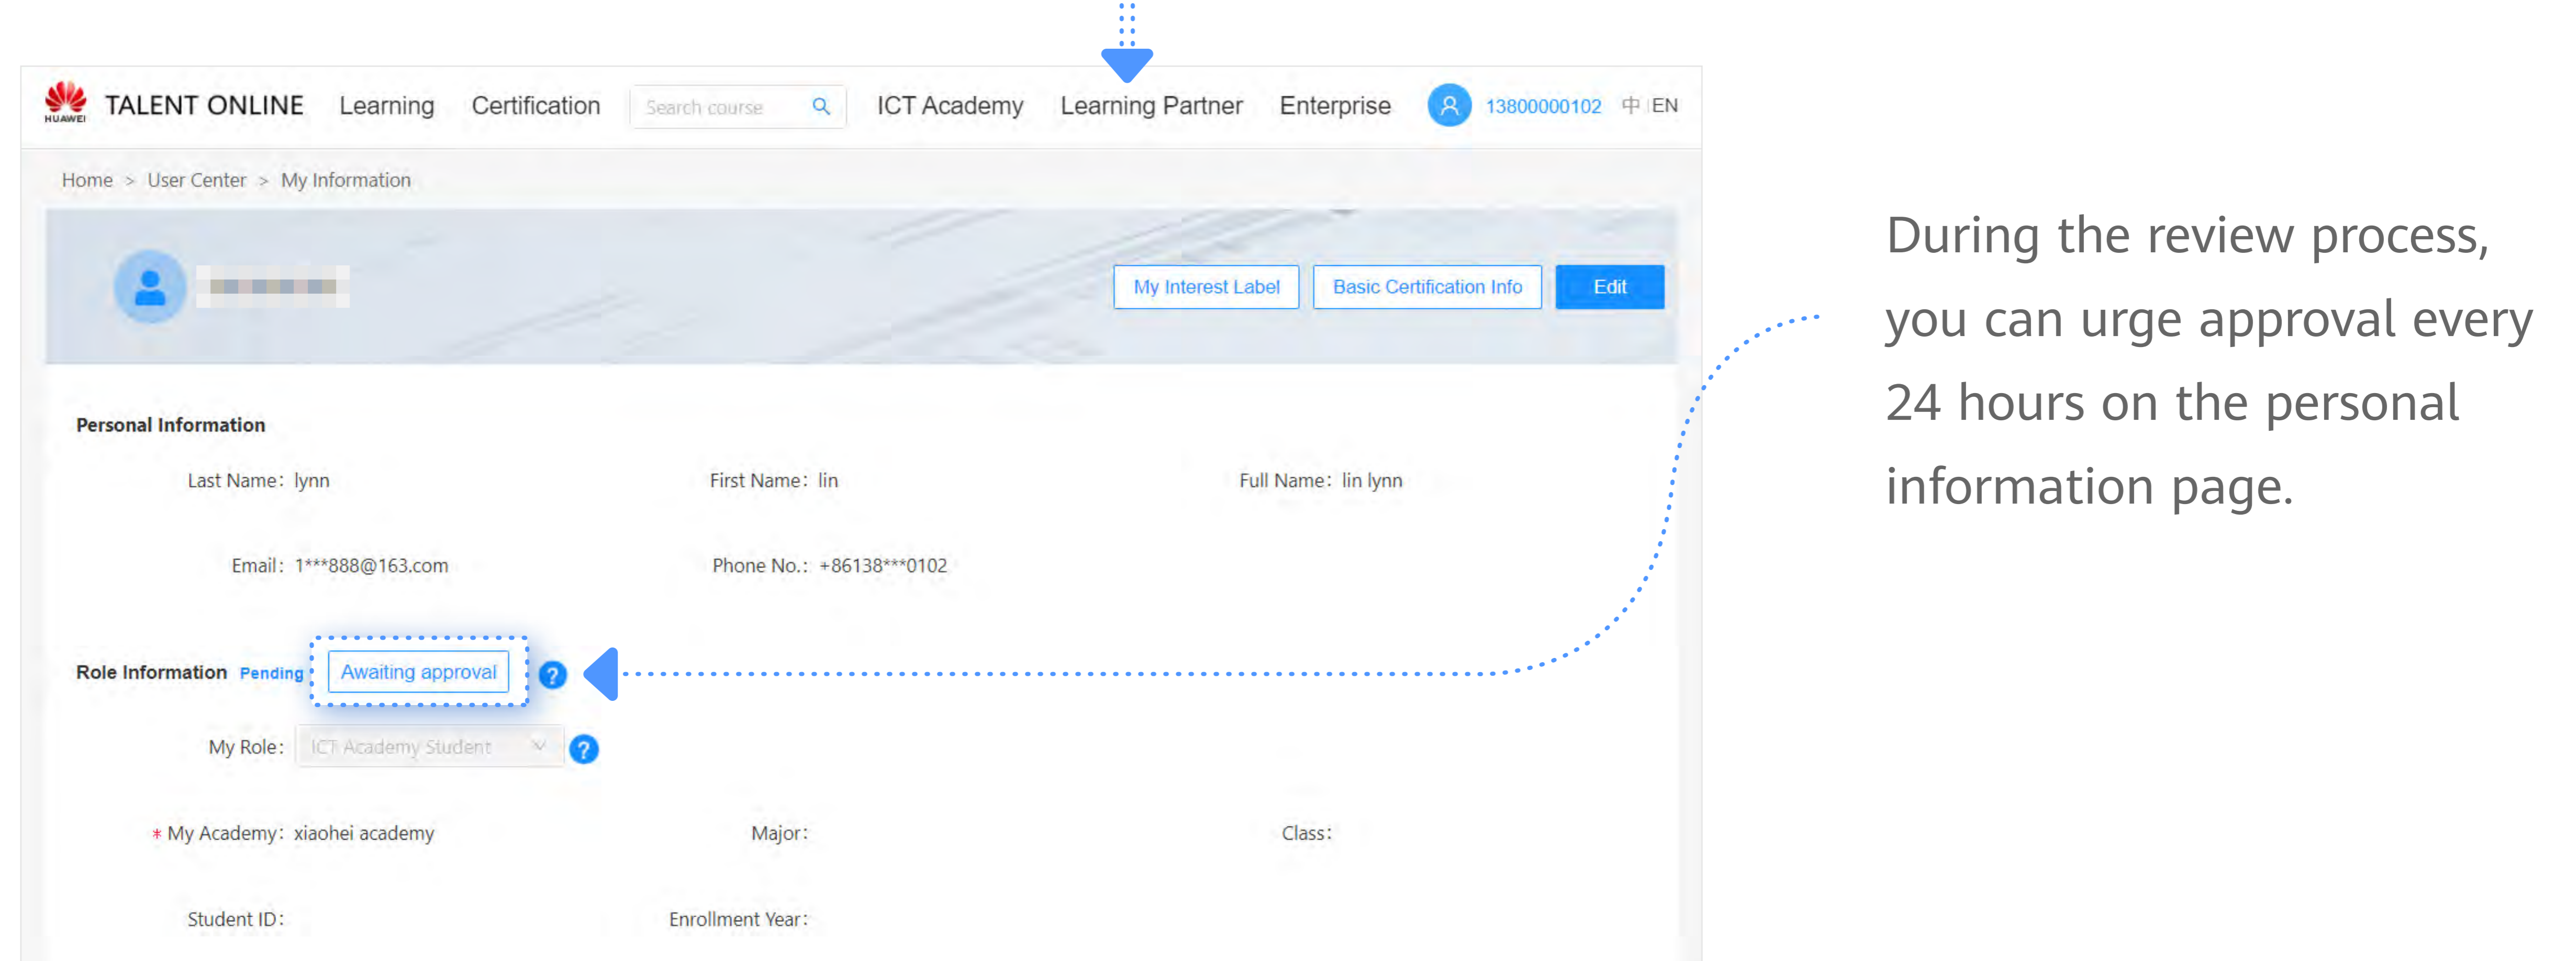 HUAWEI TALENT ONLINE Learning Certification Search course ICT Academy Learning Partner Enterprise 13800000102 中 | EN
Home > User Center > My Information
My Interest Label Basic Certification Info Edit
Personal Information
Last Name: lynn First Name: lin Full Name: lin lynn
Email: 1***888@163.com Phone No.: +86138***0102
Role Information Pending Awaiting approval ?
My Role: ICT Academy Student ?
* My Academy: xiaohei academy Major: Class:
Student ID: Enrollment Year:
During the review process,
you can urge approval every
24 hours on the personal
information page.